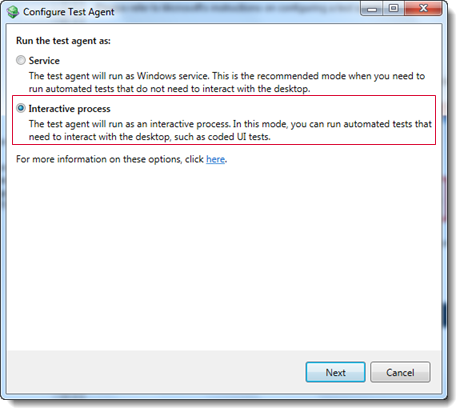 Configure Test Agent
Run the test agent as:
Service
The test agent will run as Windows service. This is the recommended mode when you need to
run automated tests that do not need to interact with the desktop.
Interactive process
The test agent will run as an interactive process. In this mode, you can run automated tests that
need to interact with the desktop, such as coded UI tests.
For more information on these options, click here.
Next
Cancel